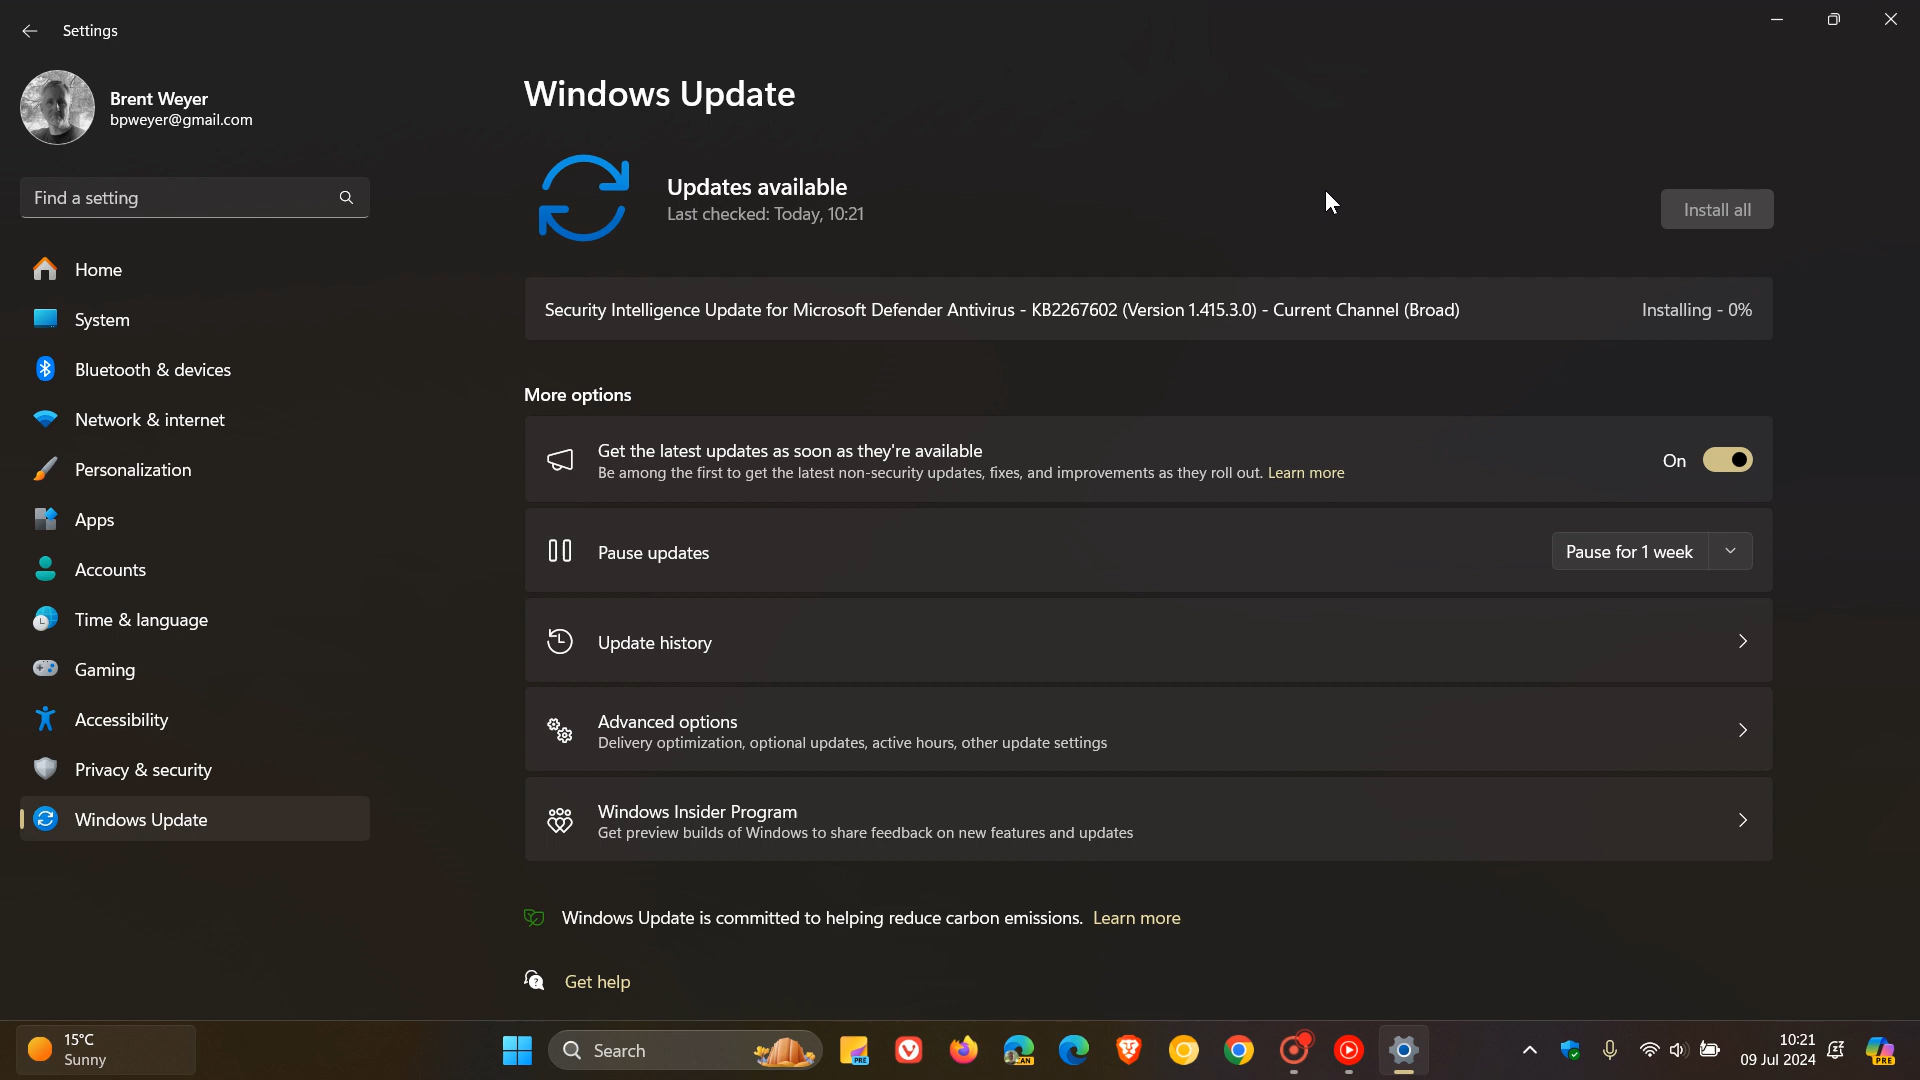 Settings
Brent Weyer
bpweyer@gmail.com
Find a setting
Home
System
Bluetooth & devices
Network & internet
Personalization
Apps
Accounts
Time & language
Gaming
Accessibility
Privacy & security
Windows Update
Windows Update
Updates available
Last checked: Today, 10:21
Install all
Security Intelligence Update for Microsoft Defender Antivirus - KB2267602 (Version 1.415.3.0) - Current Channel (Broad)
Installing - 0%
More options
Get the latest updates as soon as they're available
Be among the first to get the latest non-security updates, fixes, and improvements as they roll out. Learn more
On
Pause updates
Pause for 1 week
Update history
Advanced options
Delivery optimization, optional updates, active hours, other update settings
Windows Insider Program
Get preview builds of Windows to share feedback on new features and updates
Windows Update is committed to helping reduce carbon emissions. Learn more
Get help
15°C
Sunny
Search
PRE
CAN
10:21
09 Jul 2024
PRE